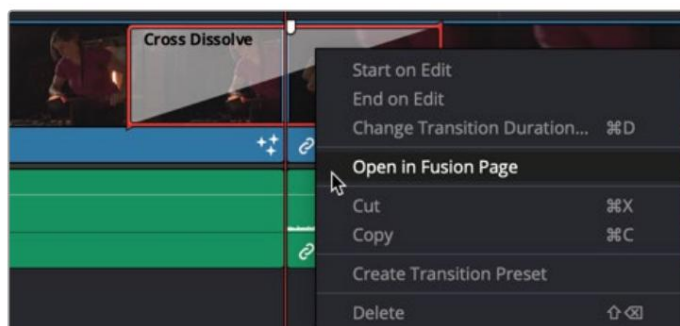 Cross Dissolve
Start on Edit
End on Edit
Change Transition Duration... ⌘D
Open in Fusion Page
Cut ⌘X
Copy ⌘C
Create Transition Preset
Delete ⇧⌫